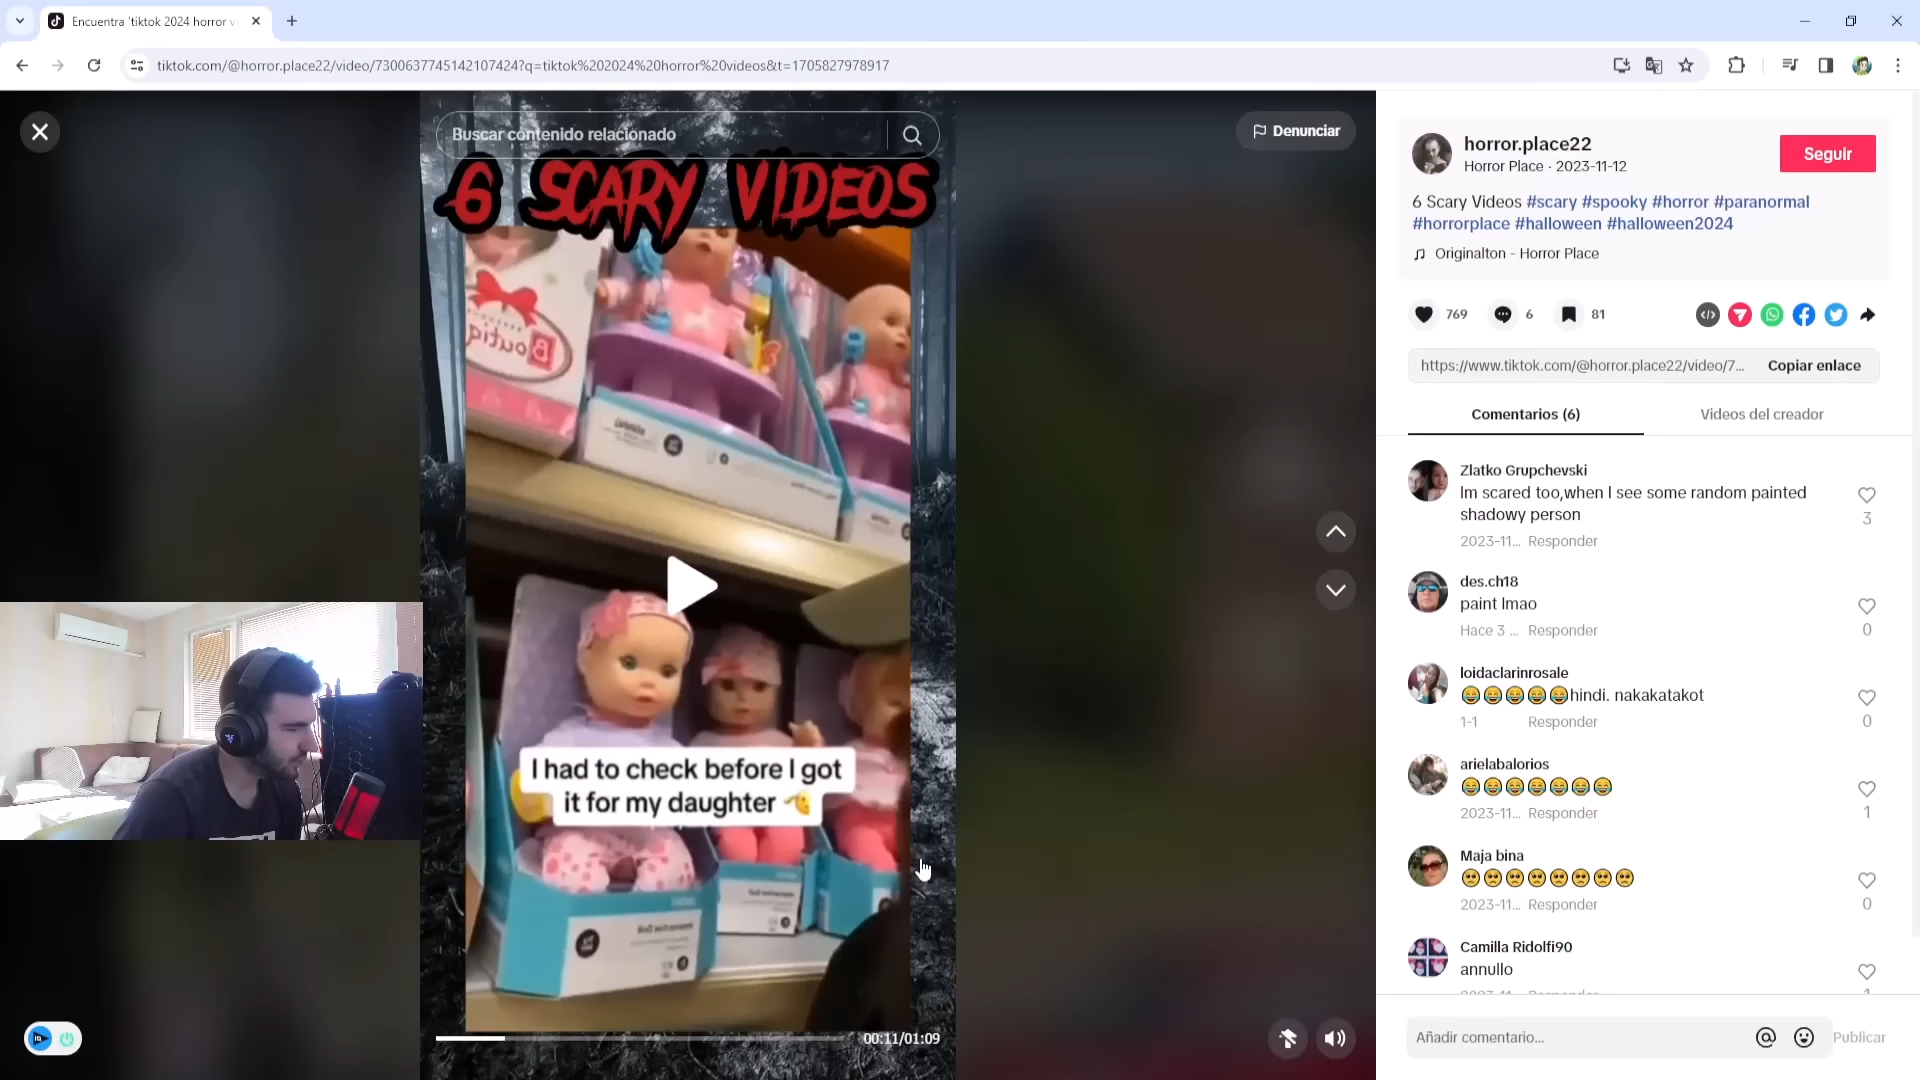 Encuentra 'tiktok 2024 horror v
tiktok.com/@horror.place22/video/7300637745142107424?q=tiktok%202024%20horror%20videos&t=1705827978917
Buscar contenido relacionado
Denunciar
6 SCARY VIDEOS
Boutiq
I had to check before I got
it for my daughter 🫡
00:11/01:09
horror.place22
Horror Place · 2023-11-12
Seguir
6 Scary Videos #scary #spooky #horror #paranormal
#horrorplace #halloween #halloween2024
Originalton - Horror Place
769
6
81
https://www.tiktok.com/@horror.place22/video/7...
Copiar enlace
Comentarios (6)
Videos del creador
Zlatko Grupchevski
Im scared too,when I see some random painted
shadowy person
3
2023-11... Responder
des.ch18
paint lmao
Hace 3 ... Responder
0
loidaclarinrosale
😂😂😂😂😂hindi. nakakatakot
1-1 Responder
0
arielabalorios
😂😂😂😂😂😂😂
2023-11... Responder
1
Maja bina
🥺🥺🥺🥺🥺🥺🥺🥺
2023-11... Responder
0
Camilla Ridolfi90
annullo
Añadir comentario...
Publicar